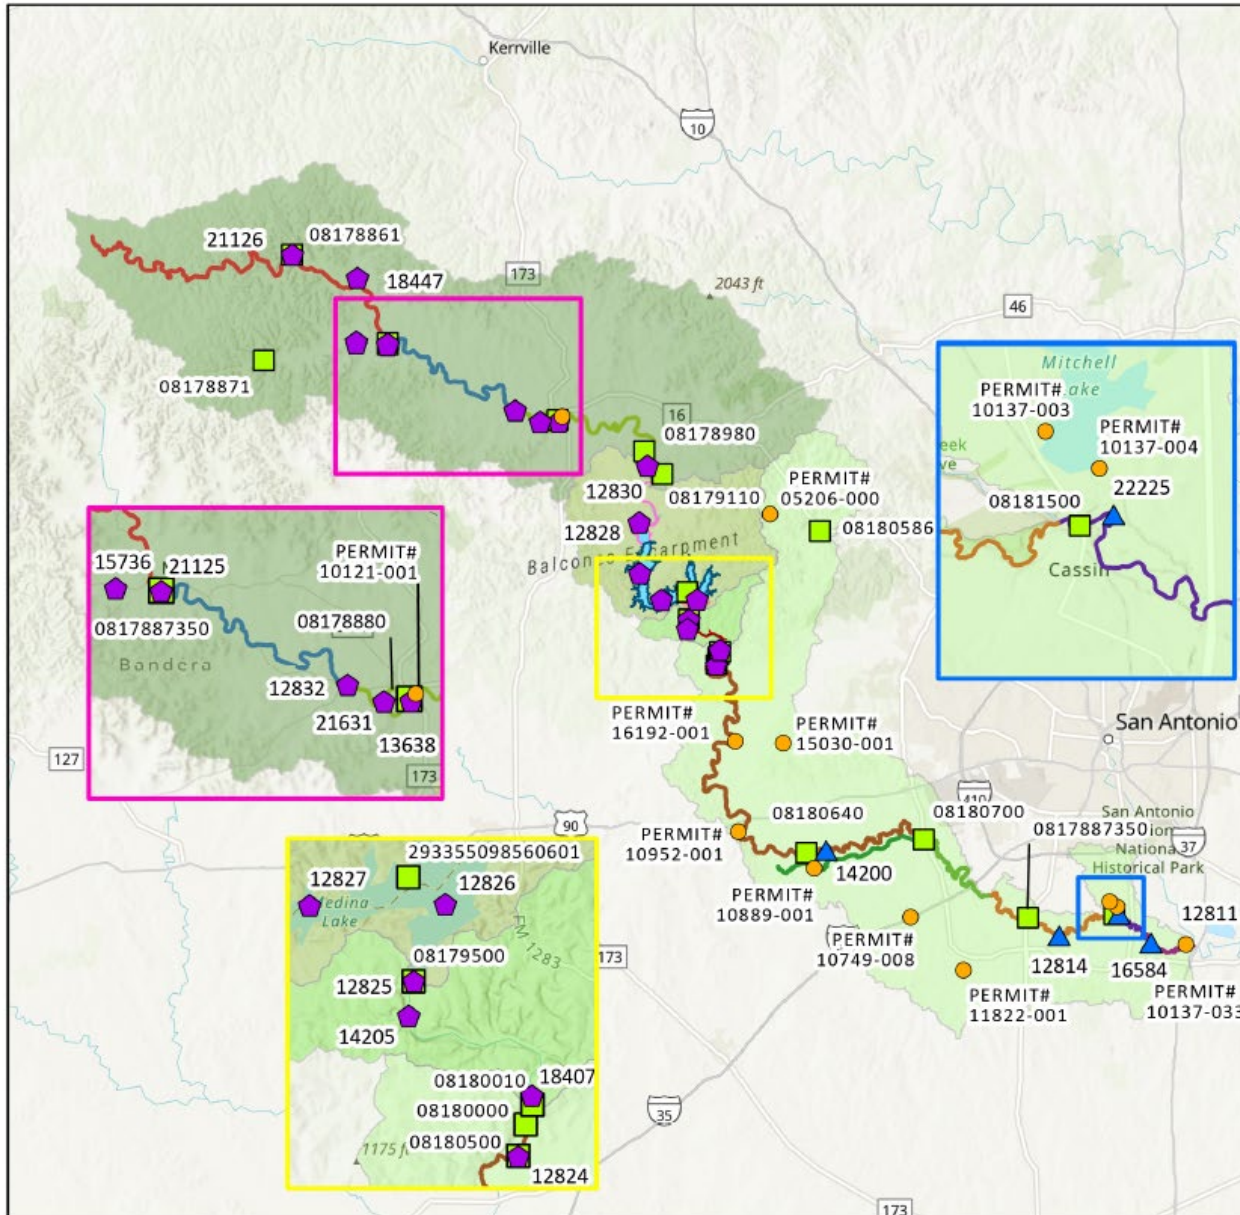 Kerrville
10
21126
08178861
18447
173
2043 ft
46
08178871
16
08178980
12830
08179110
PERMIT#
05206-000
08180586
12828
Balcones Escarpment
Mitchell
Lake
PERMIT#
10137-003
PERMIT#
10137-004
22225
08181500
Cassin
15736
21125
PERMIT#
10121-001
0817887350
08178880
Bandera
12832
21631
13638
173
127
PERMIT#
16192-001
PERMIT#
15030-001
San Antonio
410
90
PERMIT#
10952-001
08180640
08180700
0817887350
San Antonio
National
Historical Park
37
14200
PERMIT#
10889-001
PERMIT#
10749-008
PERMIT#
11822-001
12814
16584
12811
PERMIT#
10137-033
2933555098560601
12827
12826
Medina
Lake
FM 1283
173
08179500
12825
14205
08180010
18407
08180000
08180500
1175 ft
12824
35
173